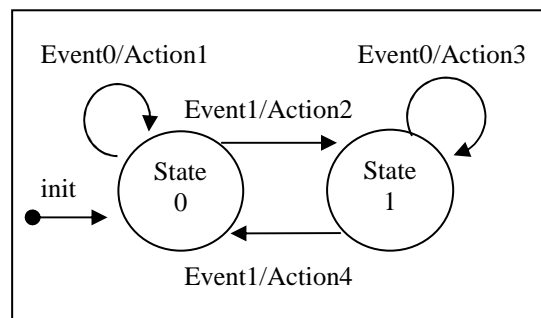 Event0/Action1
Event0/Action3
Event1/Action2
State
0
State
1
init
Event1/Action4